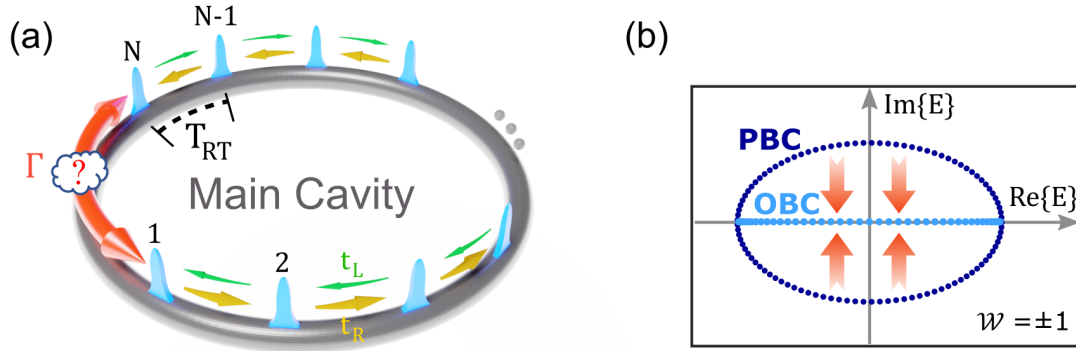 (a)
N
N-1
T_RT
Γ
?
Main Cavity
1
2
t_L
t_R
(b)
Im{E}
PBC
OBC
Re{E}
𝒲 = ±1